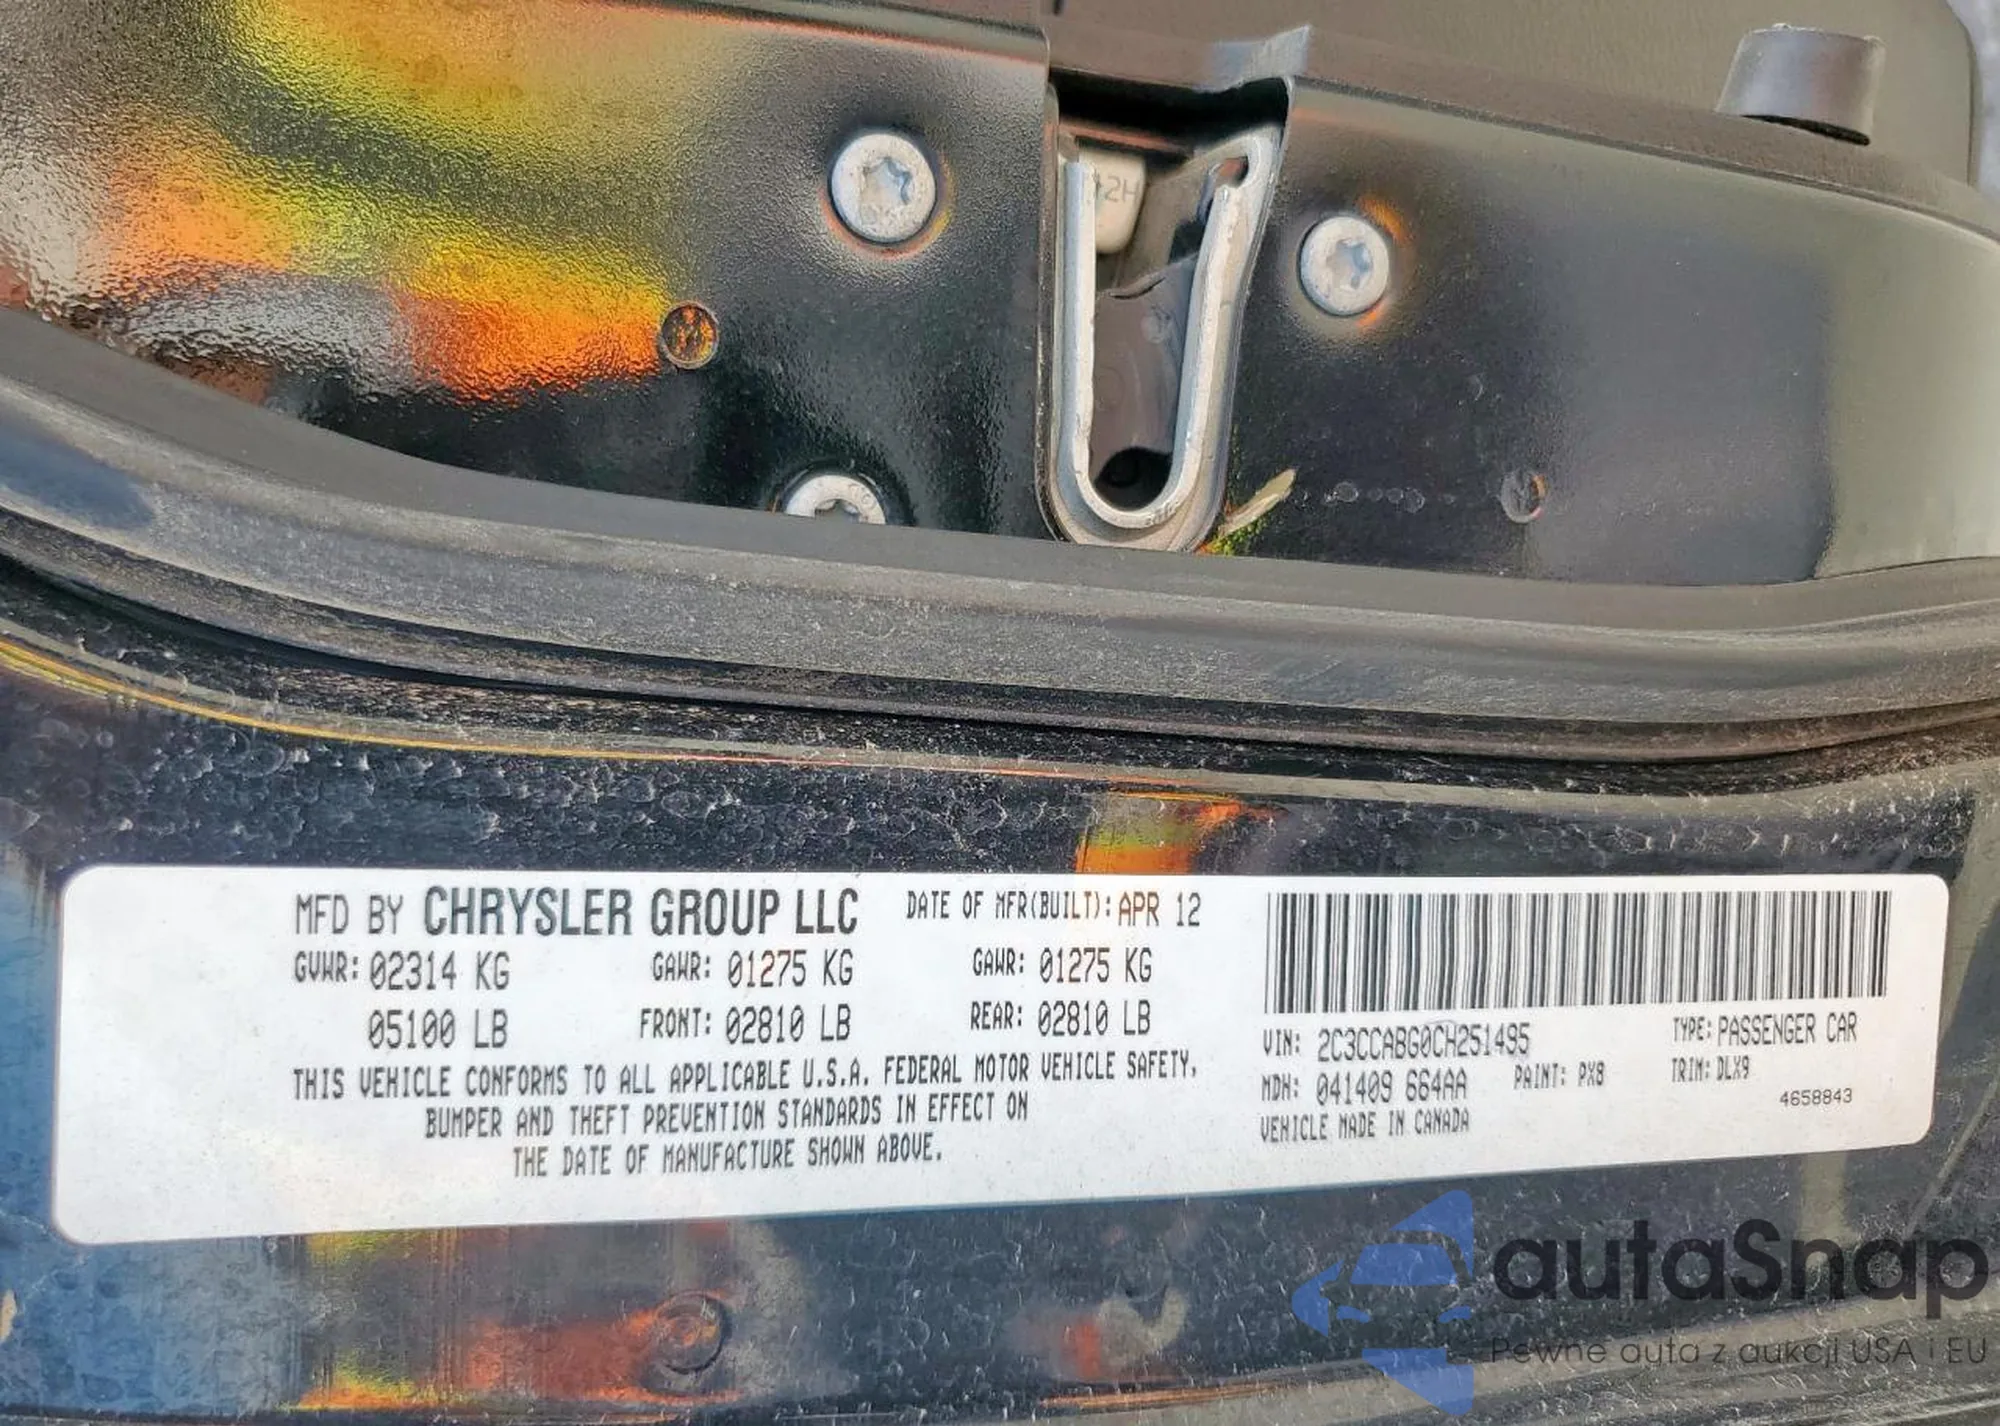 12H
MFD BY CHRYSLER GROUP LLC DATE OF MFR(BUILT): APR 12
GVWR: 02314 KG GAWR: 01275 KG GAWR: 01275 KG
05100 LB FRONT: 02810 LB REAR: 02810 LB
THIS VEHICLE CONFORMS TO ALL APPLICABLE U.S.A. FEDERAL MOTOR VEHICLE SAFETY,
BUMPER AND THEFT PREVENTION STANDARDS IN EFFECT ON
THE DATE OF MANUFACTURE SHOWN ABOVE.
VIN: 2C3CCABG0CH251495 TYPE: PASSENGER CAR
MDH: 041409 664AA PAINT: PX8 TRIM: DLX9
VEHICLE MADE IN CANADA 4658843
autaSnap
Pewne auta z aukcji USA i EU